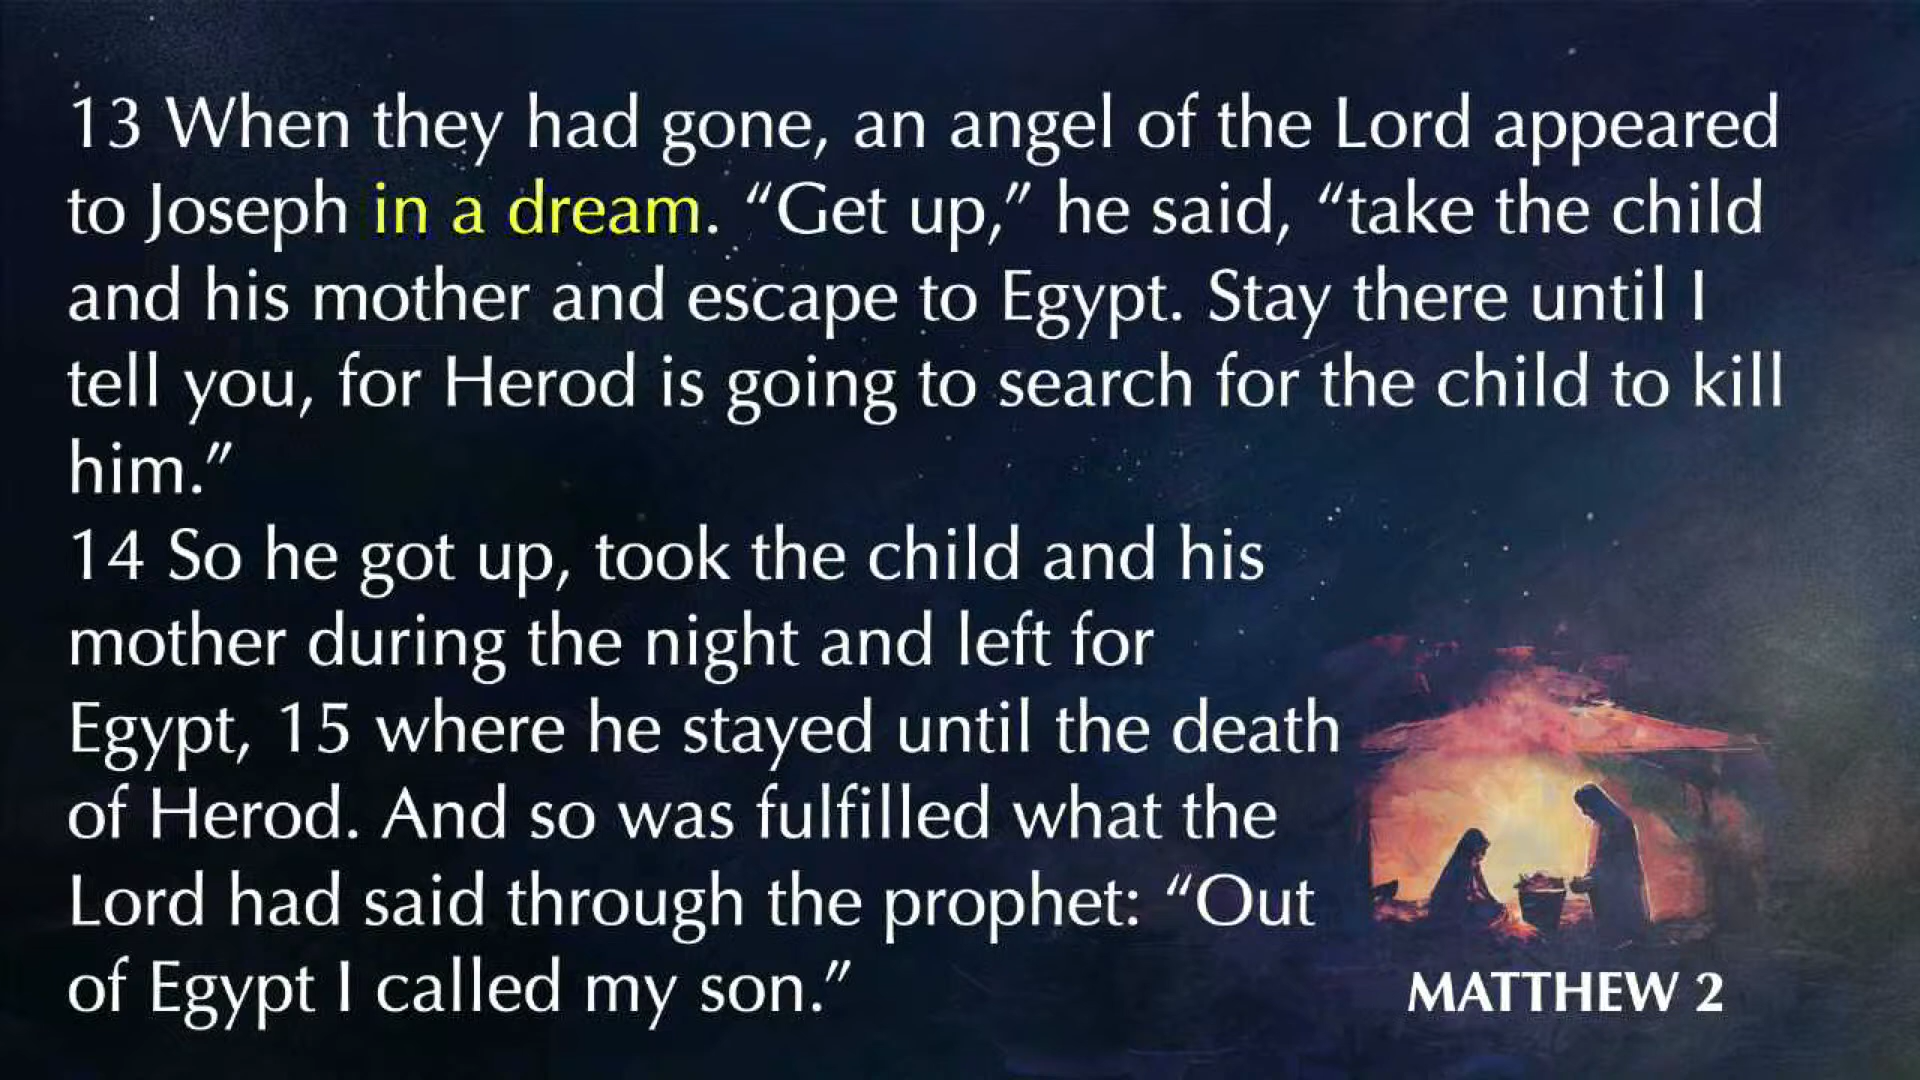 13 When they had gone, an angel of the Lord appeared
to Joseph in a dream. “Get up,” he said, “take the child
and his mother and escape to Egypt. Stay there until I
tell you, for Herod is going to search for the child to kill
him.”
14 So he got up, took the child and his
mother during the night and left for
Egypt, 15 where he stayed until the death
of Herod. And so was fulfilled what the
Lord had said through the prophet: “Out
of Egypt I called my son.”
MATTHEW 2